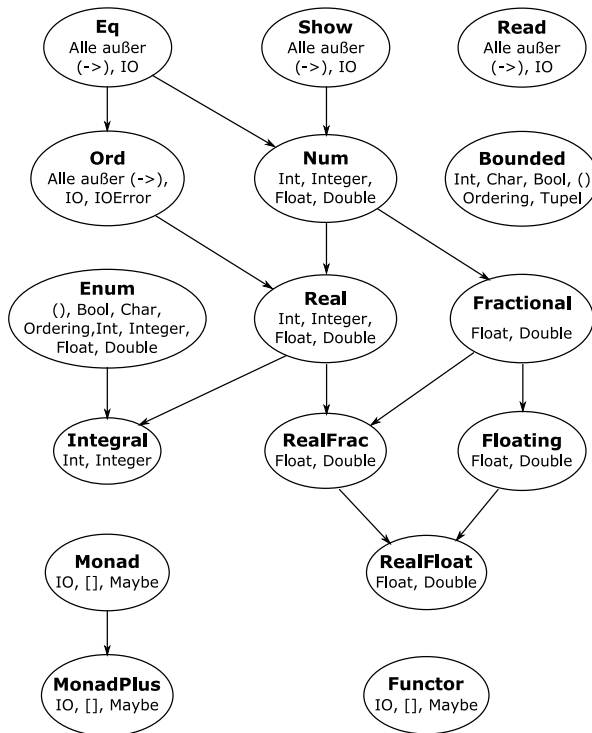 Eq
Alle außer
(->), IO
Show
Alle außer
(->), IO
Read
Alle außer
(->), IO
Ord
Alle außer (->),
IO, IOError
Num
Int, Integer,
Float, Double
Bounded
Int, Char, Bool, ()
Ordering, Tupel
Enum
(), Bool, Char,
Ordering,Int, Integer,
Float, Double
Real
Int, Integer,
Float, Double
Fractional
Float, Double
Integral
Int, Integer
RealFrac
Float, Double
Floating
Float, Double
Monad
IO, [], Maybe
RealFloat
Float, Double
MonadPlus
IO, [], Maybe
Functor
IO, [], Maybe